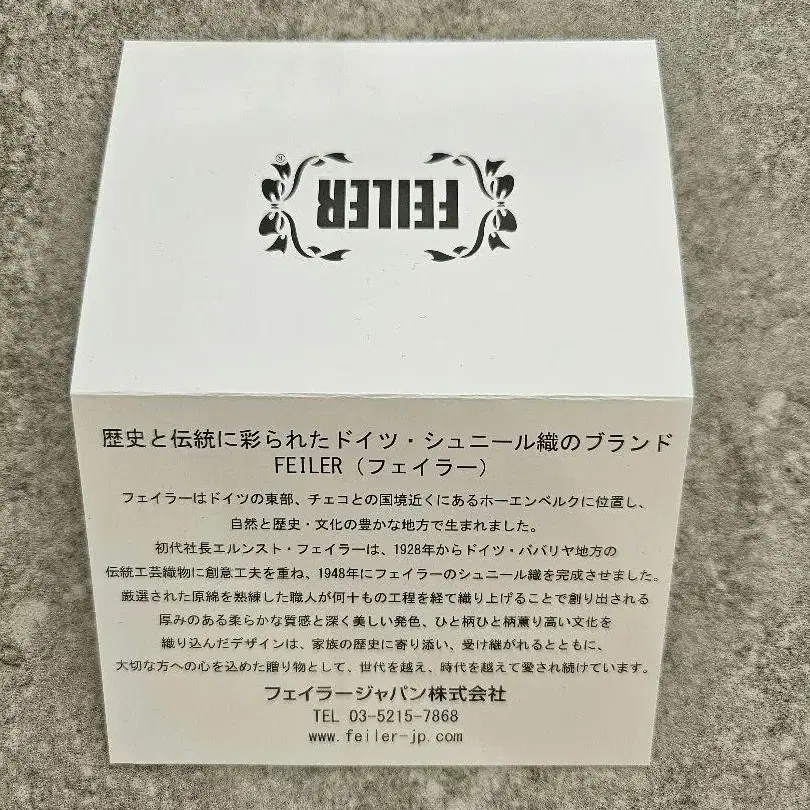 FEILER®
歴史と伝統に彩られたドイツ・シュニール織のブランド
FEILER（フェイラー）
フェイラーはドイツの東部、チェコとの国境近くにあるホーエンベルクに位置し、
自然と歴史・文化の豊かな地方で生まれました。
初代社長エルンスト・フェイラーは、1928年からドイツ・ババリヤ地方の
伝統工芸織物に創意工夫を重ね、1948年にフェイラーのシュニール織を完成させました。
厳選された原綿を熟練した職人が何十もの工程を経て織り上げることで創り出される
厚みのある柔らかな質感と深く美しい発色、ひと柄ひと柄薫り高い文化を
織り込んだデザインは、家族の歴史に寄り添い、受け継がれるとともに、
大切な方への心を込めた贈り物として、世代を越え、時代を越えて愛され続けています。
フェイラージャパン株式会社
TEL 03-5215-7868
www.feiler-jp.com